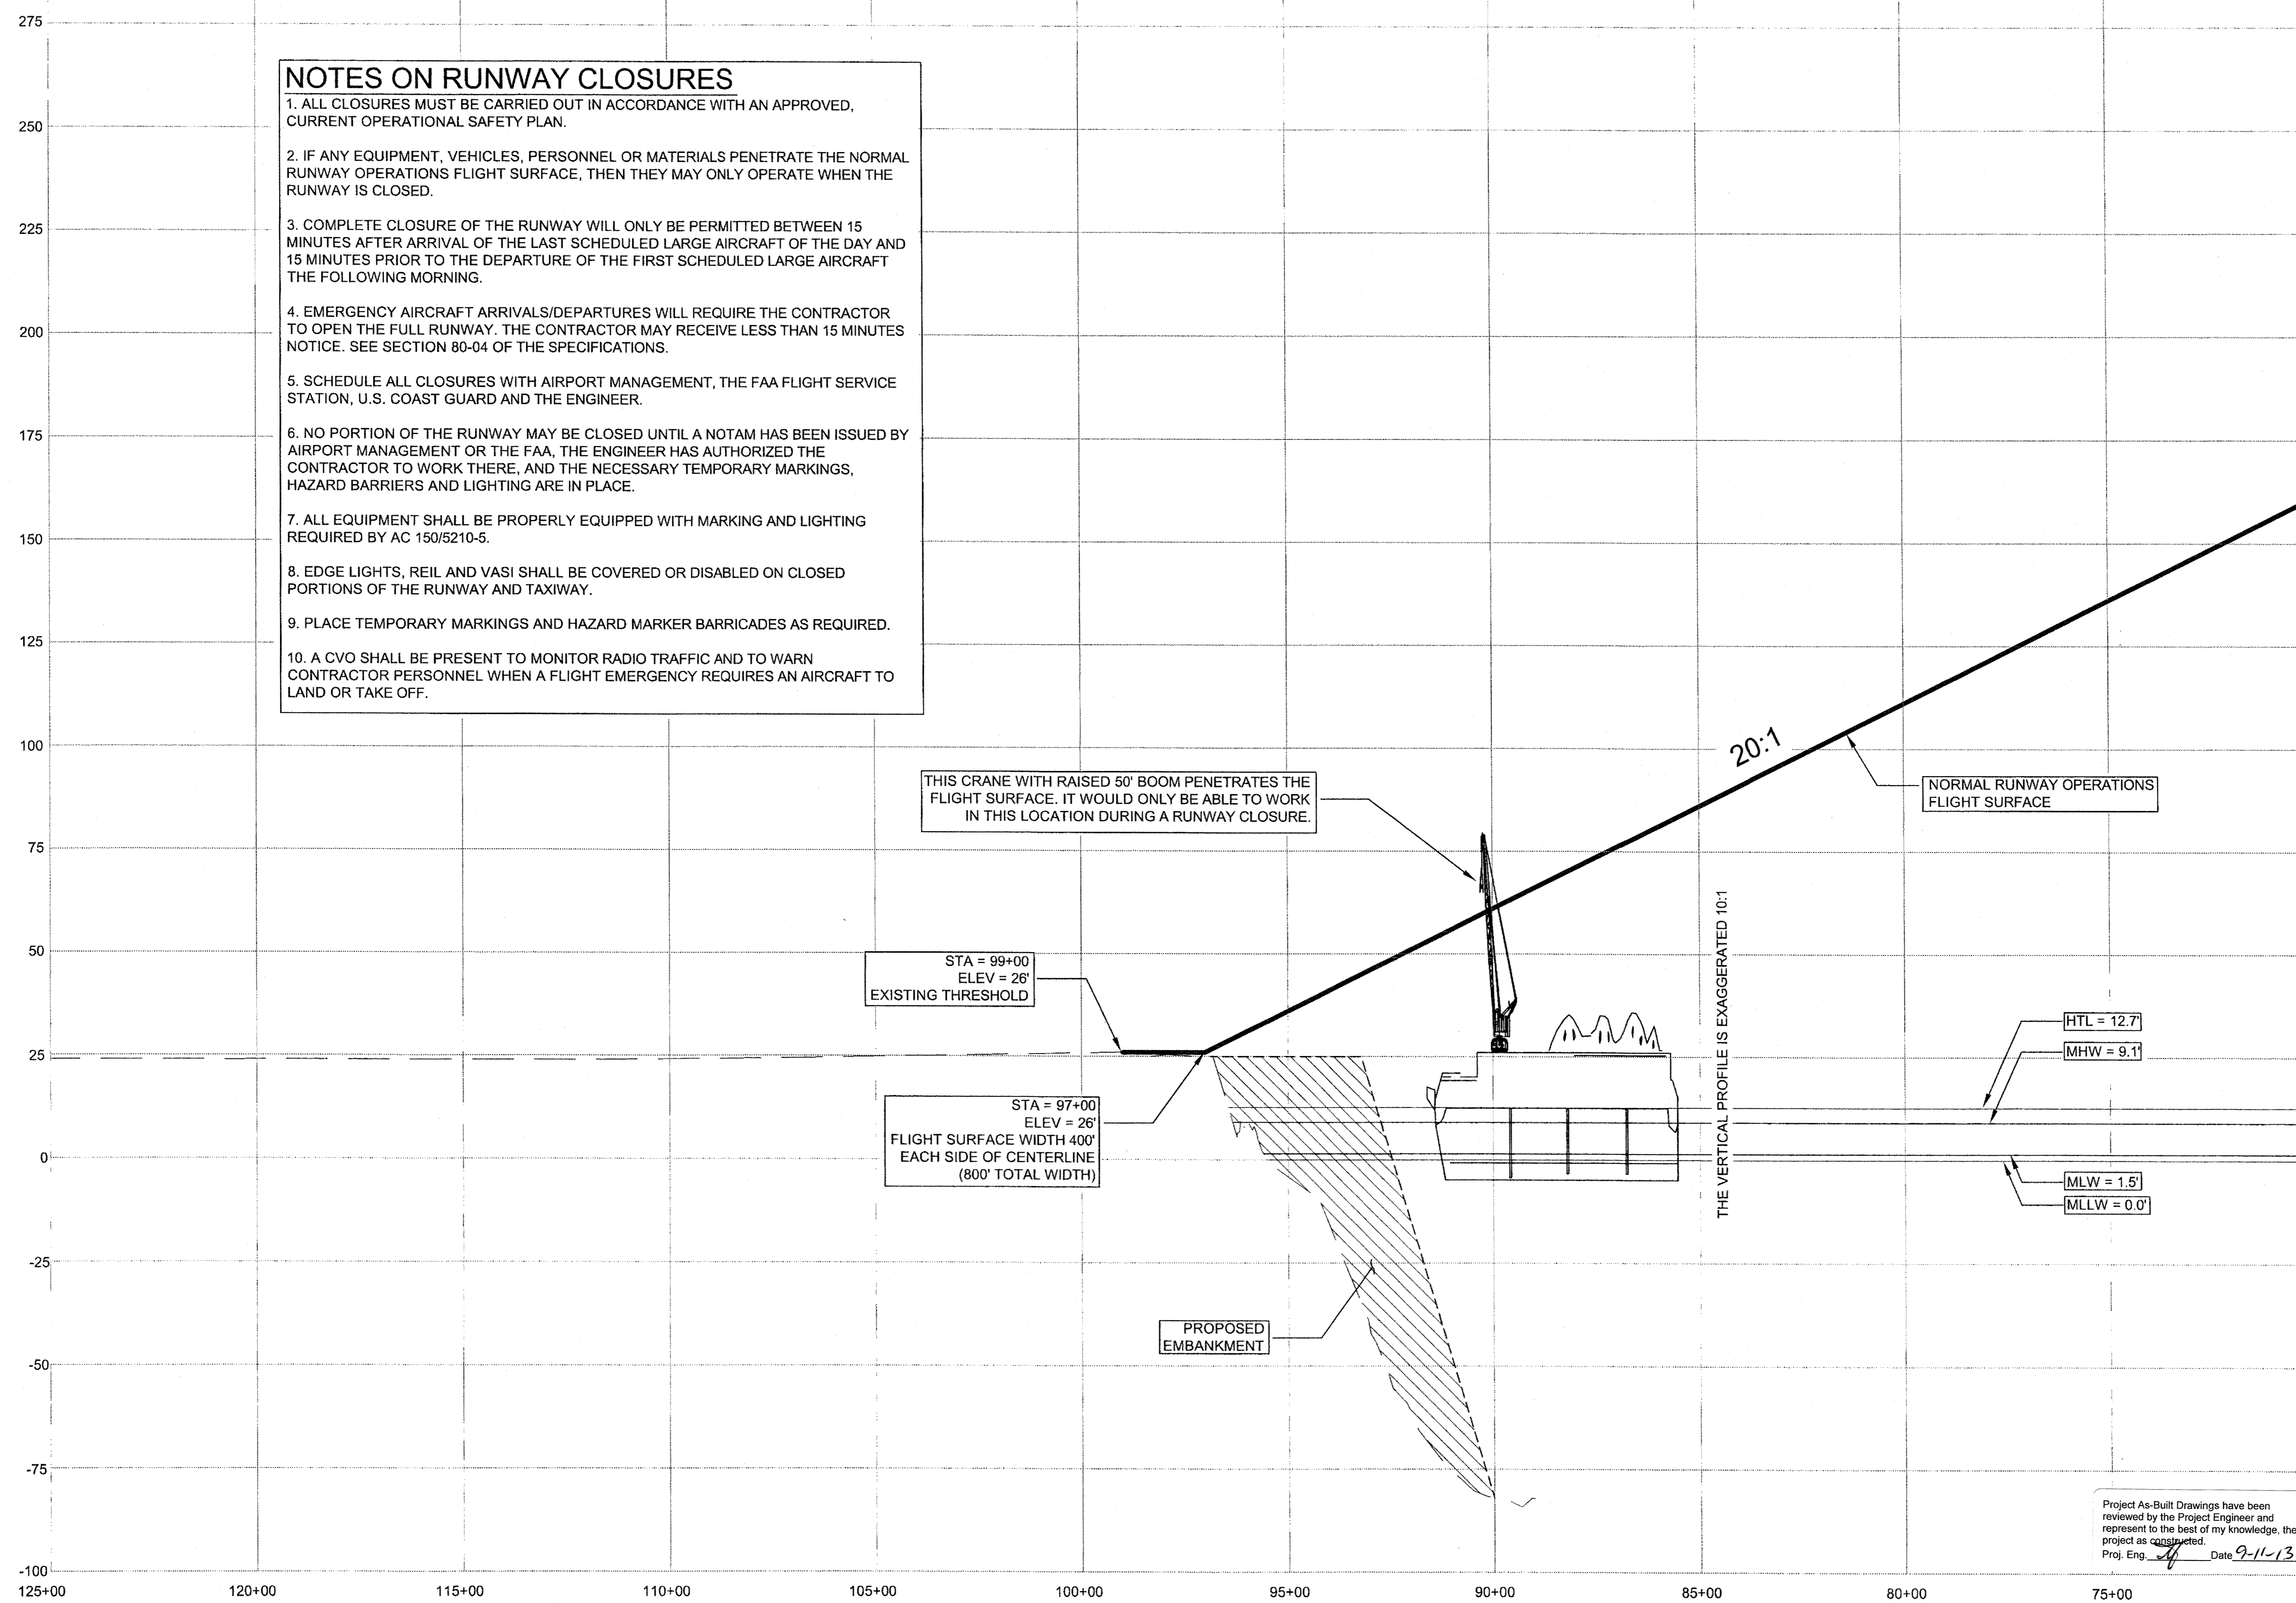 275
250
225
200
175
150
125
100
75
50
25
0
-25
-50
-75
-100
NOTES ON RUNWAY CLOSURES
1. ALL CLOSURES MUST BE CARRIED OUT IN ACCORDANCE WITH AN APPROVED,
CURRENT OPERATIONAL SAFETY PLAN.
2. IF ANY EQUIPMENT, VEHICLES, PERSONNEL OR MATERIALS PENETRATE THE NORMAL
RUNWAY OPERATIONS FLIGHT SURFACE, THEN THEY MAY ONLY OPERATE WHEN THE
RUNWAY IS CLOSED.
3. COMPLETE CLOSURE OF THE RUNWAY WILL ONLY BE PERMITTED BETWEEN 15
MINUTES AFTER ARRIVAL OF THE LAST SCHEDULED LARGE AIRCRAFT OF THE DAY AND
15 MINUTES PRIOR TO THE DEPARTURE OF THE FIRST SCHEDULED LARGE AIRCRAFT
THE FOLLOWING MORNING.
4. EMERGENCY AIRCRAFT ARRIVALS/DEPARTURES WILL REQUIRE THE CONTRACTOR
TO OPEN THE FULL RUNWAY. THE CONTRACTOR MAY RECEIVE LESS THAN 15 MINUTES
NOTICE. SEE SECTION 80-04 OF THE SPECIFICATIONS.
5. SCHEDULE ALL CLOSURES WITH AIRPORT MANAGEMENT, THE FAA FLIGHT SERVICE
STATION, U.S. COAST GUARD AND THE ENGINEER.
6. NO PORTION OF THE RUNWAY MAY BE CLOSED UNTIL A NOTAM HAS BEEN ISSUED BY
AIRPORT MANAGEMENT OR THE FAA, THE ENGINEER HAS AUTHORIZED THE
CONTRACTOR TO WORK THERE, AND THE NECESSARY TEMPORARY MARKINGS,
HAZARD BARRIERS AND LIGHTING ARE IN PLACE.
7. ALL EQUIPMENT SHALL BE PROPERLY EQUIPPED WITH MARKING AND LIGHTING
REQUIRED BY AC 150/5210-5.
8. EDGE LIGHTS, REIL AND VASI SHALL BE COVERED OR DISABLED ON CLOSED
PORTIONS OF THE RUNWAY AND TAXIWAY.
9. PLACE TEMPORARY MARKINGS AND HAZARD MARKER BARRICADES AS REQUIRED.
10. A CVO SHALL BE PRESENT TO MONITOR RADIO TRAFFIC AND TO WARN
CONTRACTOR PERSONNEL WHEN A FLIGHT EMERGENCY REQUIRES AN AIRCRAFT TO
LAND OR TAKE OFF.
20:1
THIS CRANE WITH RAISED 50' BOOM PENETRATES THE
FLIGHT SURFACE. IT WOULD ONLY BE ABLE TO WORK
IN THIS LOCATION DURING A RUNWAY CLOSURE.
NORMAL RUNWAY OPERATIONS
FLIGHT SURFACE
STA = 99+00
ELEV = 26'
EXISTING THRESHOLD
STA = 97+00
ELEV = 26'
FLIGHT SURFACE WIDTH 400'
EACH SIDE OF CENTERLINE
(800' TOTAL WIDTH)
THE VERTICAL PROFILE IS EXAGGERATED 10:1
HTL = 12.7'
MHW = 9.1'
MLW = 1.5'
MLLW = 0.0'
PROPOSED
EMBANKMENT
Project As-Built Drawings have been
reviewed by the Project Engineer and
represent to the best of my knowledge, the
project as constructed.
Proj. Eng. Date 9-11-13
125+00
120+00
115+00
110+00
105+00
100+00
95+00
90+00
85+00
80+00
75+00